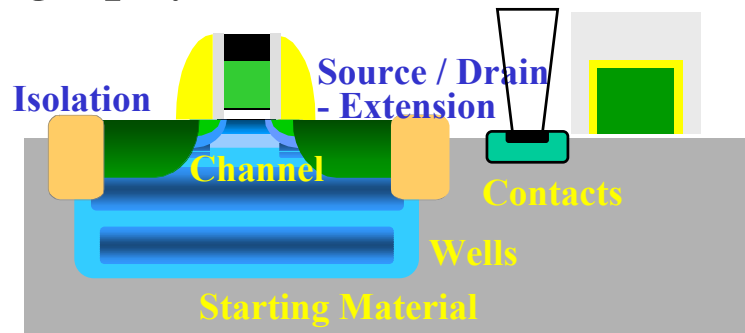 Isolation
Source / Drain
- Extension
Channel
Contacts
Wells
Starting Material